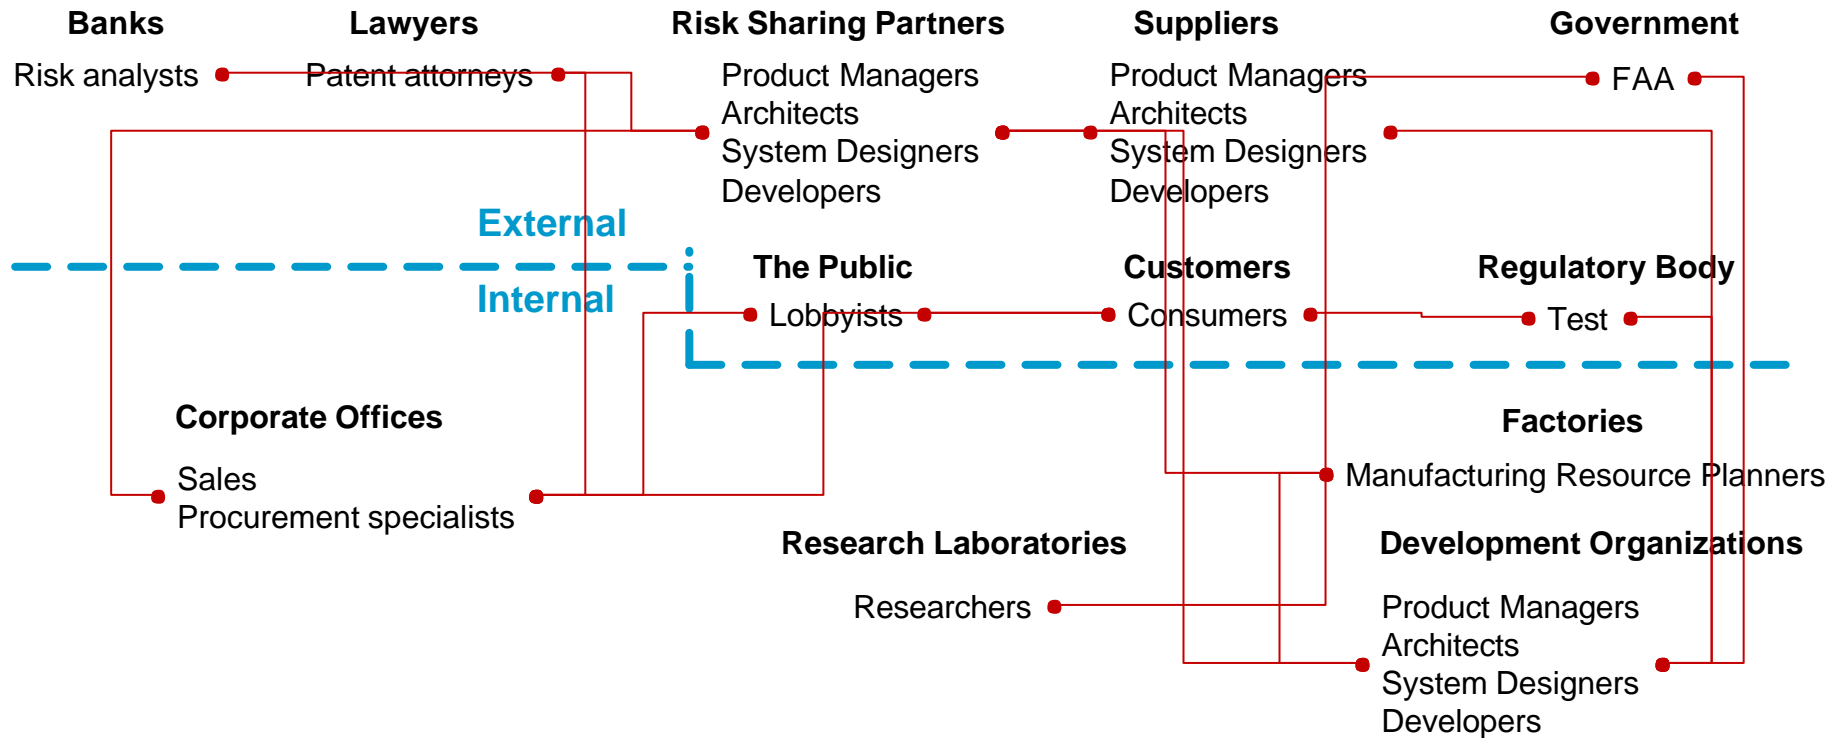 Banks
Lawyers
Risk Sharing Partners
Suppliers
Government
Risk analysts
Patent attorneys
Product Managers
Architects
System Designers
Developers
Product Managers
Architects
System Designers
Developers
FAA
External
Internal
The Public
Customers
Regulatory Body
Lobbyists
Consumers
Test
Corporate Offices
Factories
Sales
Procurement specialists
Manufacturing Resource Planners
Research Laboratories
Development Organizations
Researchers
Product Managers
Architects
System Designers
Developers